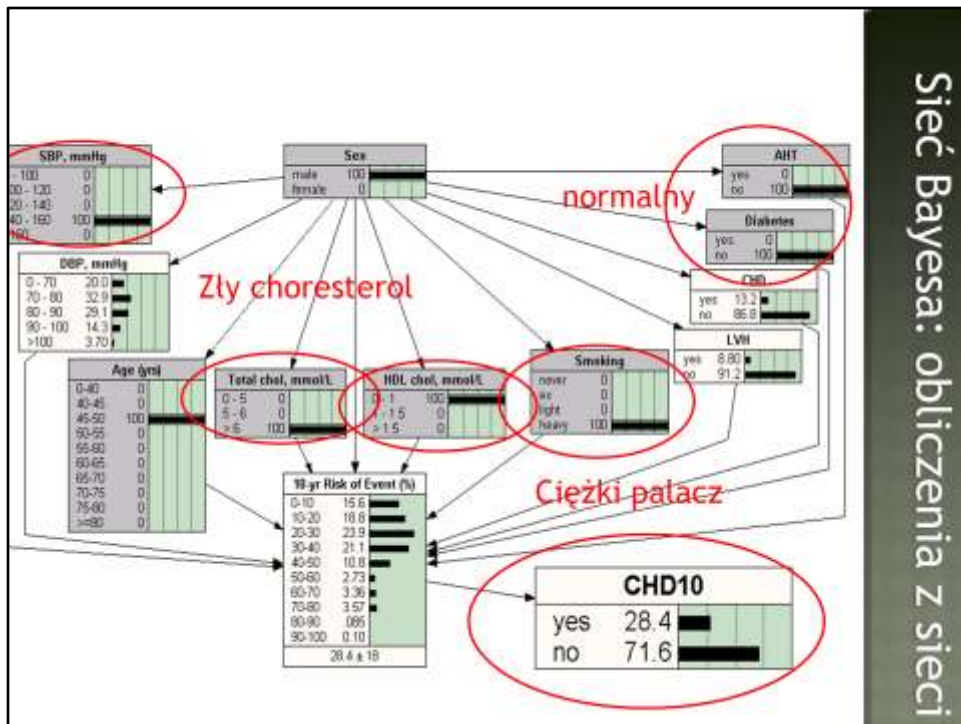 Sieć Bayesa: obliczenia z sieci
SBP, mmHg
- 100 0
00 - 120 0
20 - 140 0
40 - 160 100
160 0
Sex
male 100
female 0
AHT
yes 0
no 100
normalny
Diabetes
yes 0
no 100
DBP, mmHg
0 - 70 20.0
70 - 80 32.9
80 - 90 29.1
90 - 100 14.3
>100 3.70
Zły choresterol
CHD
yes 13.2
no 86.8
LVH
yes 8.80
no 91.2
Age (yrs)
0-40 0
40-45 0
45-50 100
50-55 0
55-60 0
60-65 0
65-70 0
70-75 0
75-80 0
>=80 0
Total chol, mmol/L
0 - 5 0
5 - 6 0
> 6 100
HDL chol, mmol/L
0 - 1 100
- 1.5 0
> 1.5 0
Smoking
never 0
ex 0
light 0
heavy 100
Ciężki palacz
10-yr Risk of Event (%)
0-10 15.6
10-20 18.8
20-30 23.9
30-40 21.1
40-50 10.8
50-60 2.73
60-70 3.36
70-80 3.57
80-90
90-100 0.10
28.4 ± 18
CHD10
yes 28.4
no 71.6